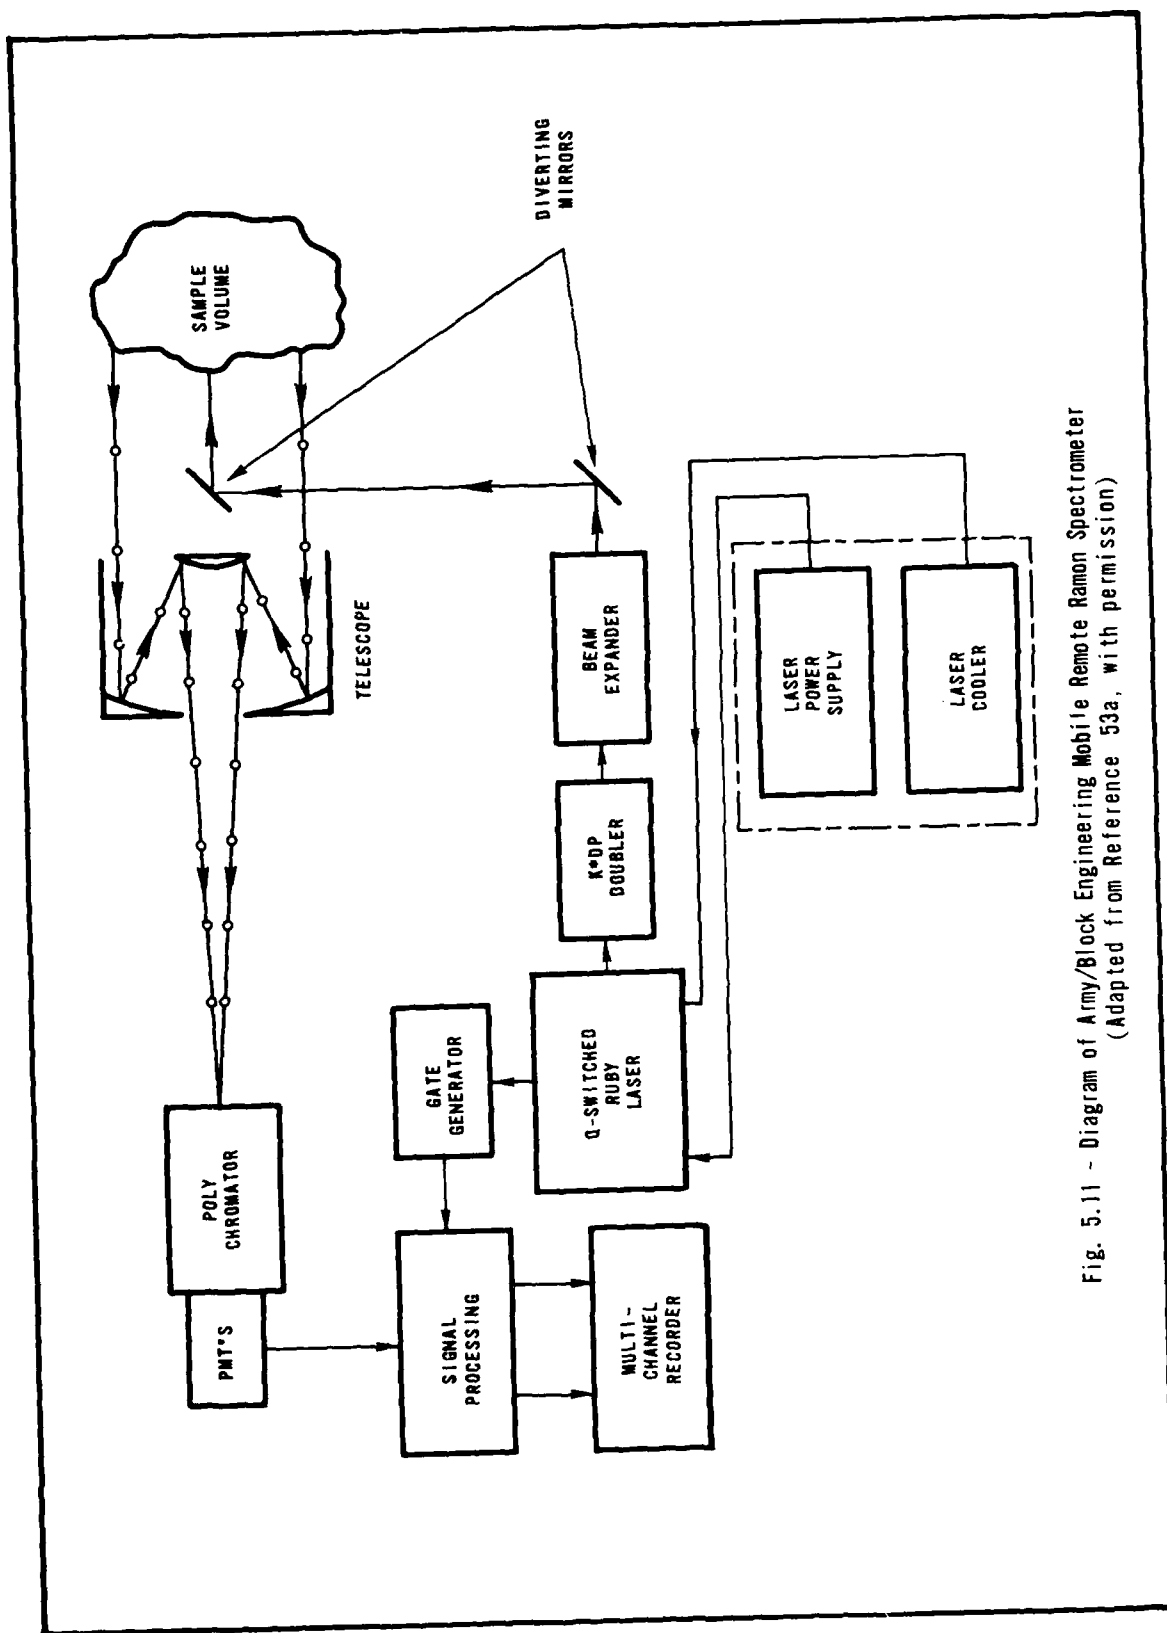 SAMPLE
VOLUME
DIVERTING
MIRRORS
TELESCOPE
POLY
CHROMATOR
PMT'S
GATE
GENERATOR
SIGNAL
PROCESSING
MULTI-
CHANNEL
RECORDER
Q-SWITCHED
RUBY
LASER
K*DP
DOUBLER
BEAM
EXPANDER
LASER
POWER
SUPPLY
LASER
COOLER
Fig. 5.11 - Diagram of Army/Block Engineering Mobile Remote Ramon Spectrometer
(Adapted from Reference 53a, with permission)